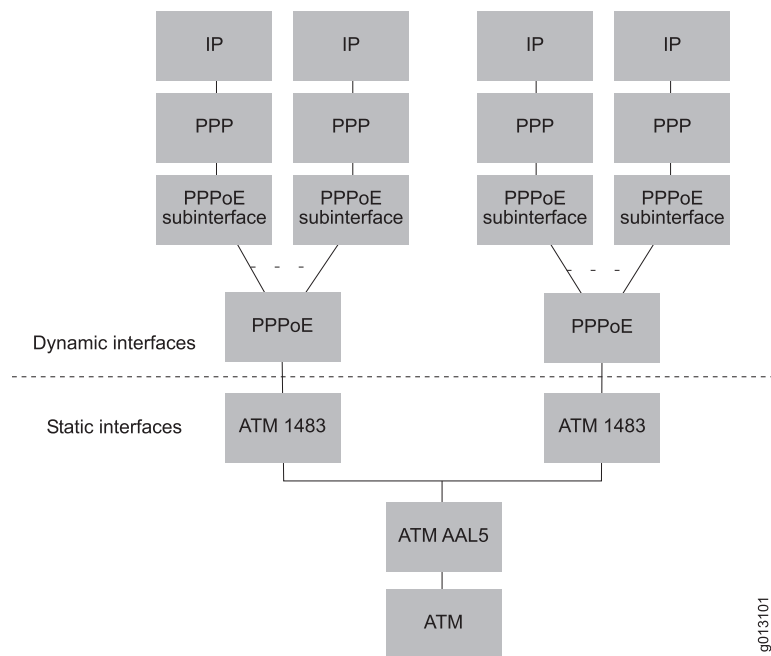 IP
IP
IP
IP
PPP
PPP
PPP
PPP
PPPoE
subinterface
PPPoE
subinterface
PPPoE
subinterface
PPPoE
subinterface
PPPoE
PPPoE
Dynamic interfaces
Static interfaces
ATM 1483
ATM 1483
ATM AAL5
ATM
g013101